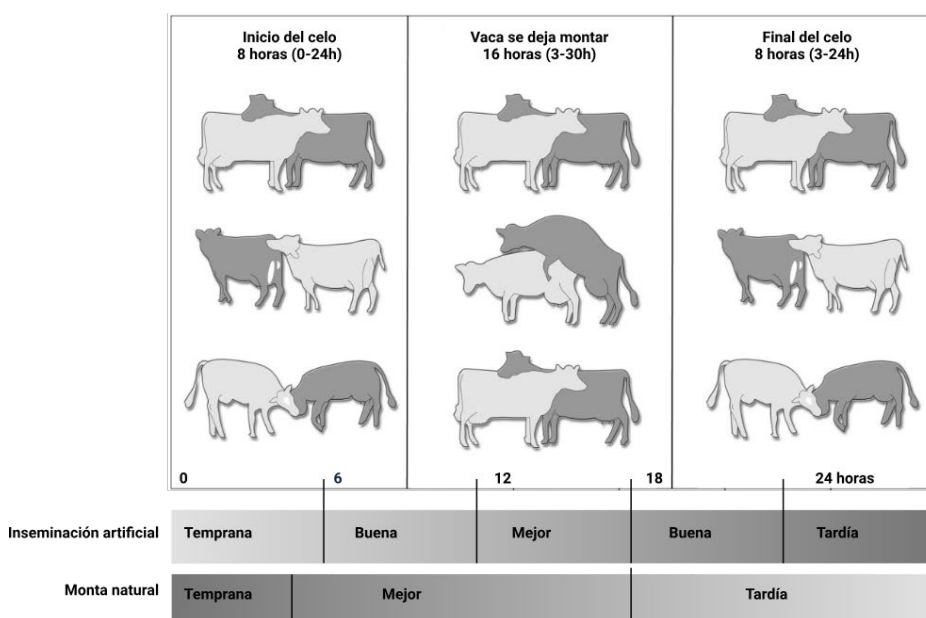 Inicio del celo
8 horas (0-24h)
Vaca se deja montar
16 horas (3-30h)
Final del celo
8 horas (3-24h)
0 6 12 18 24 horas
Inseminación artificial Temprana Buena Mejor Buena Tardía
Monta natural Temprana Mejor Tardía